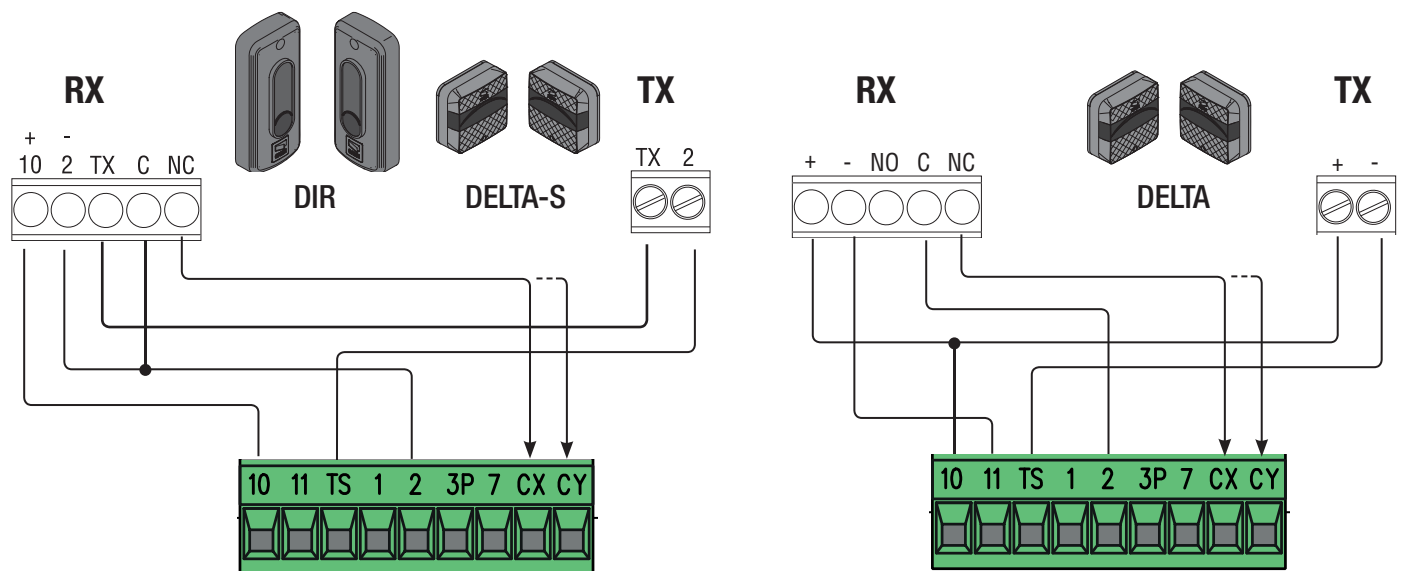 RX
TX
+ -
10 2 TX C NC
TX 2
DIR
DELTA-S
10 11 TS 1 2 3P 7 CX CY
RX
TX
+ - NO C NC
+ -
DELTA
10 11 TS 1 2 3P 7 CX CY